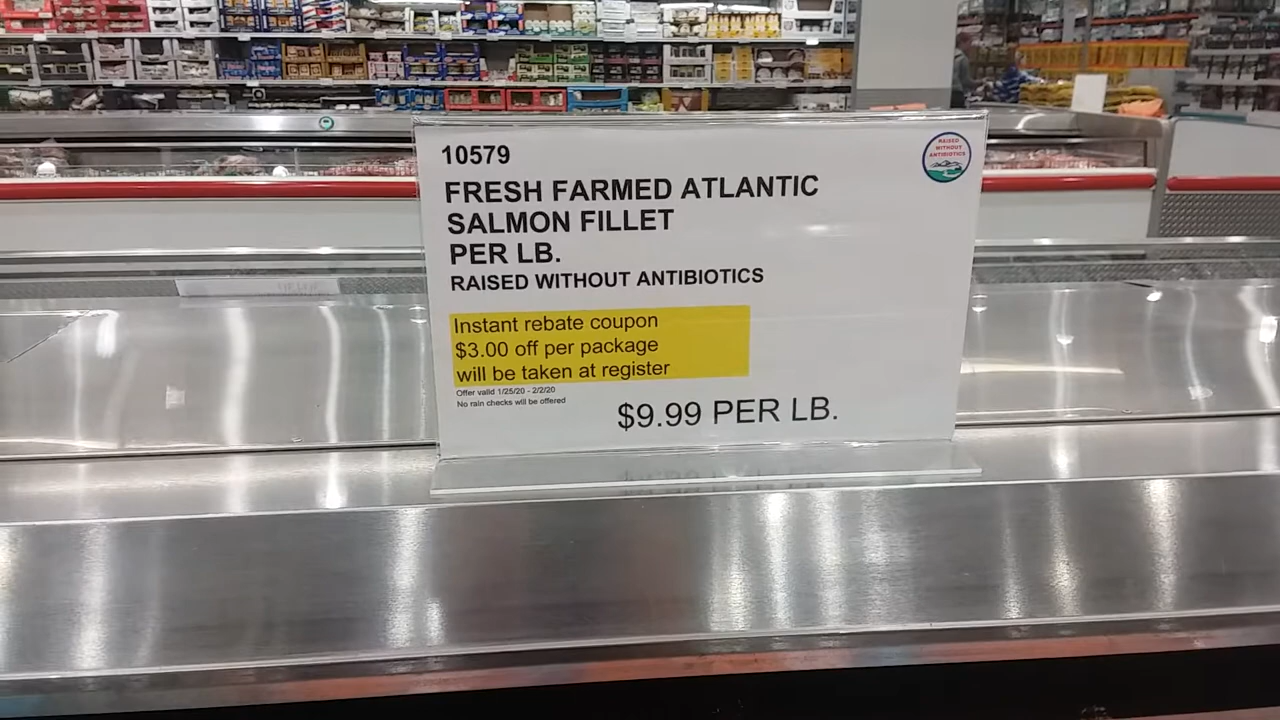 10579
FRESH FARMED ATLANTIC
SALMON FILLET
PER LB.
RAISED WITHOUT ANTIBIOTICS
Instant rebate coupon
$3.00 off per package
will be taken at register
Offer valid 1/25/20 - 2/2/20
No rain checks will be offered
$9.99 PER LB.
RAISED
WITHOUT
ANTIBIOTICS